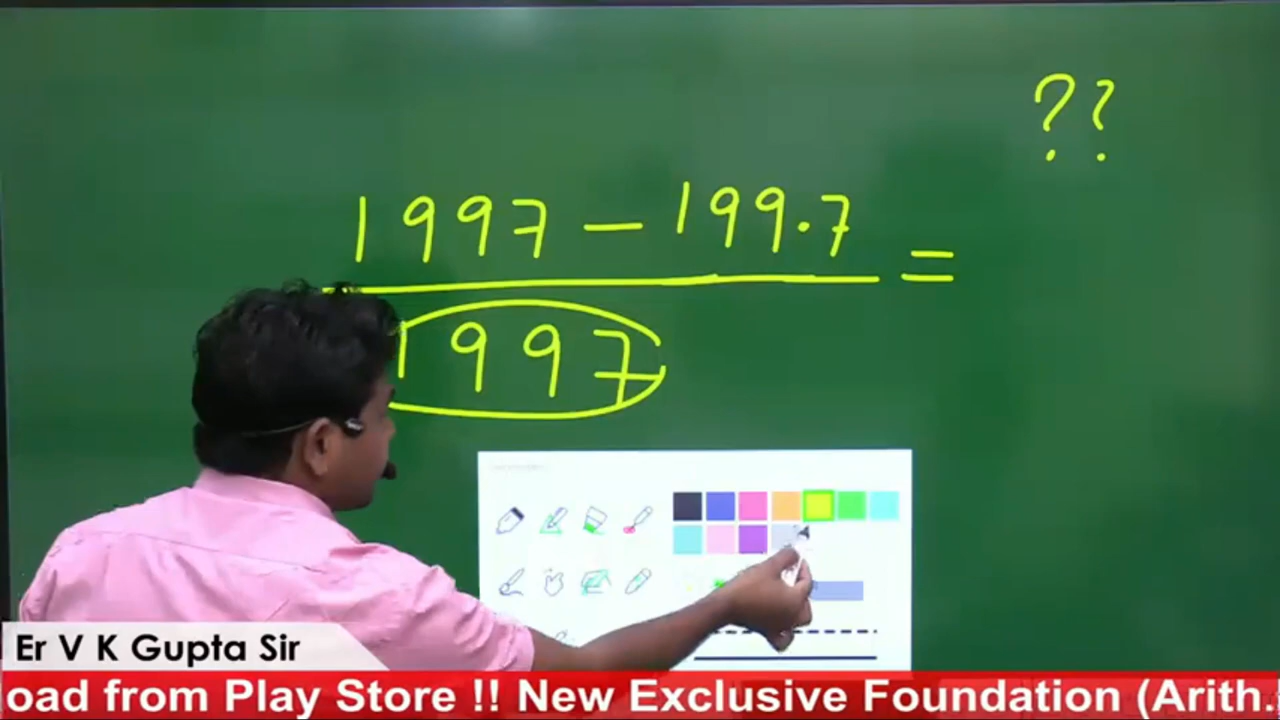 ??
1997 - 199.7 =
1997
Er V K Gupta Sir
oad from Play Store !! New Exclusive Foundation (Arith.